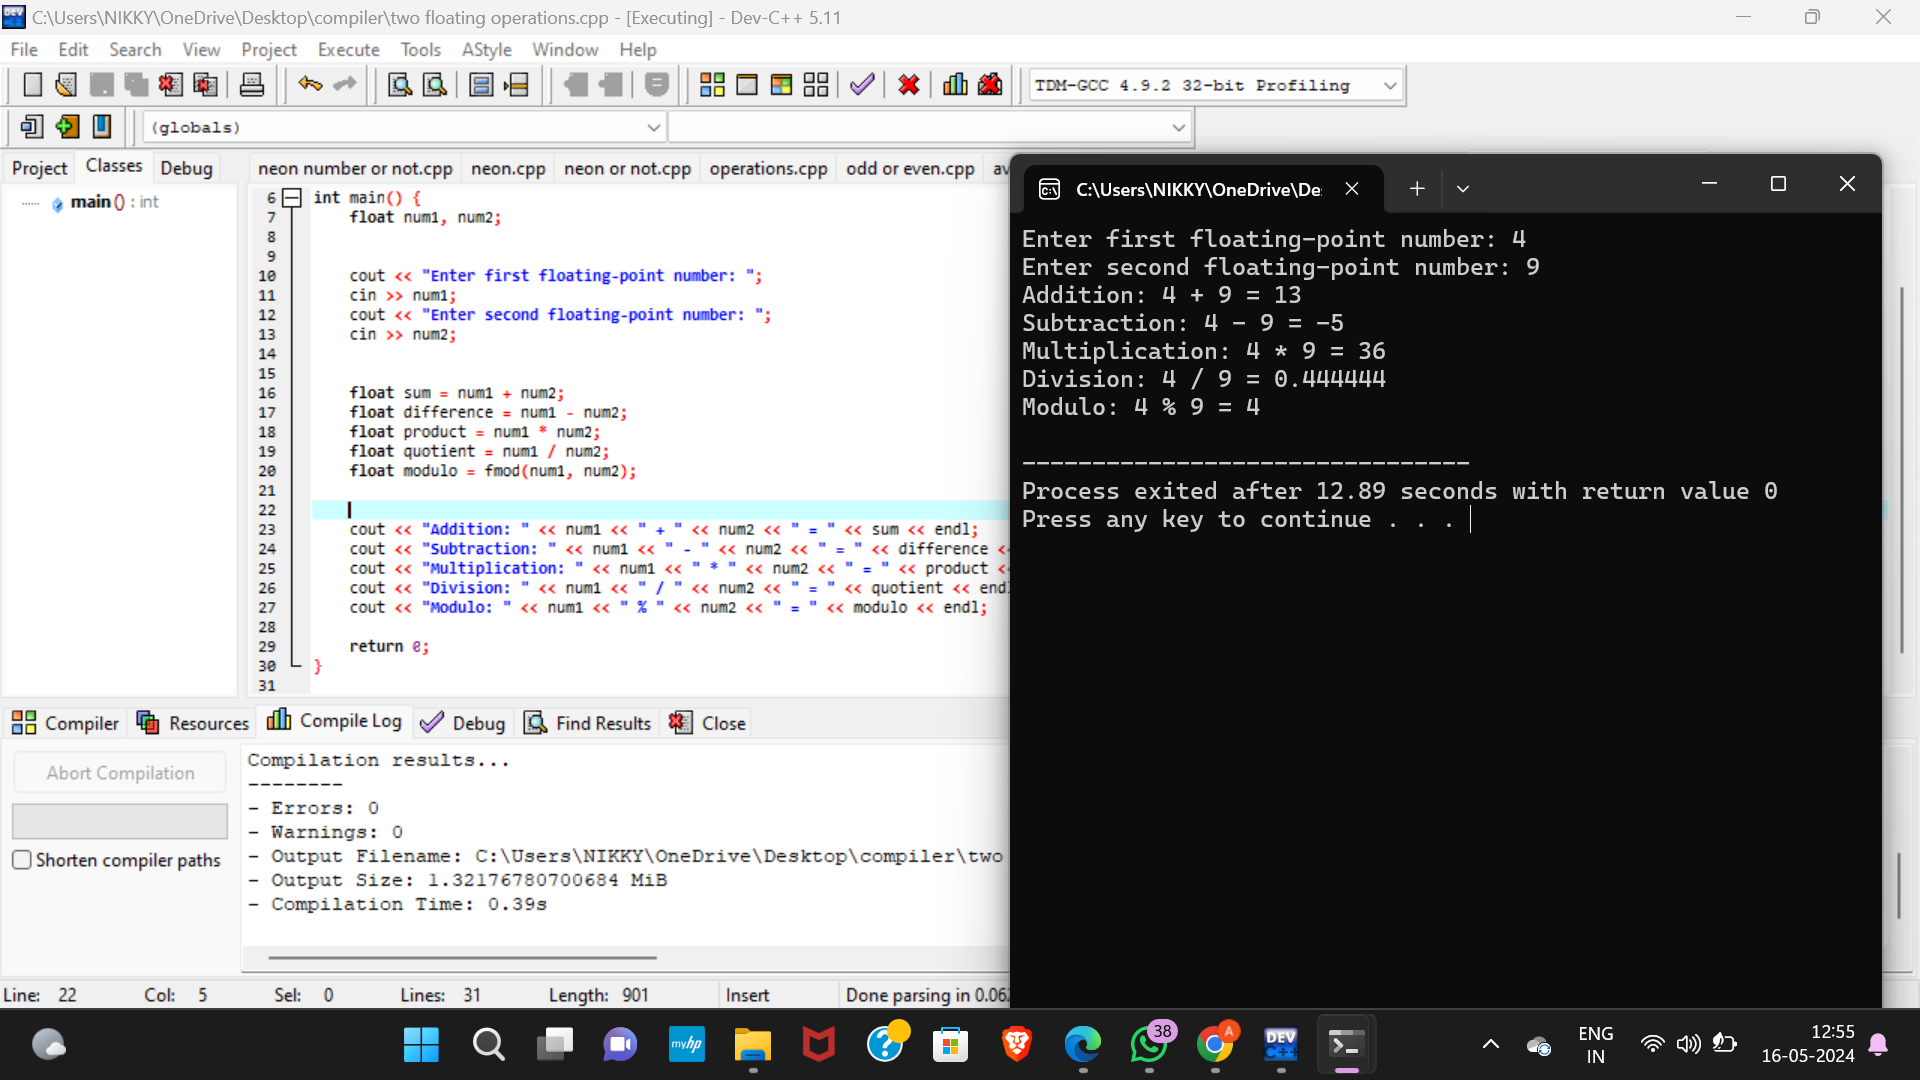 C:\Users\NIKKY\OneDrive\Desktop\compiler\two floating operations.cpp - [Executing] - Dev-C++ 5.11
File Edit Search View Project Execute Tools AStyle Window Help
TDM-GCC 4.9.2 32-bit Profiling
(globals)
Project Classes Debug
neon number or not.cpp neon.cpp neon or not.cpp operations.cpp odd or even.cpp av
main () : int
6 int main() {
7 float num1, num2;
8
9
10 cout << "Enter first floating-point number: ";
11 cin >> num1;
12 cout << "Enter second floating-point number: ";
13 cin >> num2;
14
15
16 float sum = num1 + num2;
17 float difference = num1 - num2;
18 float product = num1 * num2;
19 float quotient = num1 / num2;
20 float modulo = fmod(num1, num2);
21
22
23 cout << "Addition: " << num1 << " + " << num2 << " = " << sum << endl;
24 cout << "Subtraction: " << num1 << " - " << num2 << " = " << difference <<
25 cout << "Multiplication: " << num1 << " * " << num2 << " = " << product <<
26 cout << "Division: " << num1 << " / " << num2 << " = " << quotient << endl
27 cout << "Modulo: " << num1 << " % " << num2 << " = " << modulo << endl;
28
29 return 0;
30 }
31
C:\Users\NIKKY\OneDrive\De
Enter first floating-point number: 4
Enter second floating-point number: 9
Addition: 4 + 9 = 13
Subtraction: 4 - 9 = -5
Multiplication: 4 * 9 = 36
Division: 4 / 9 = 0.444444
Modulo: 4 % 9 = 4
--------------------------------
Process exited after 12.89 seconds with return value 0
Press any key to continue . . .
Compiler Resources Compile Log Debug Find Results Close
Abort Compilation
Shorten compiler paths
Compilation results...
--------
- Errors: 0
- Warnings: 0
- Output Filename: C:\Users\NIKKY\OneDrive\Desktop\compiler\two
- Output Size: 1.32176780700684 MiB
- Compilation Time: 0.39s
Line: 22 Col: 5 Sel: 0 Lines: 31 Length: 901 Insert Done parsing in 0.062
myhp
38
A
DEV
C++
ENG
IN
12:55
16-05-2024